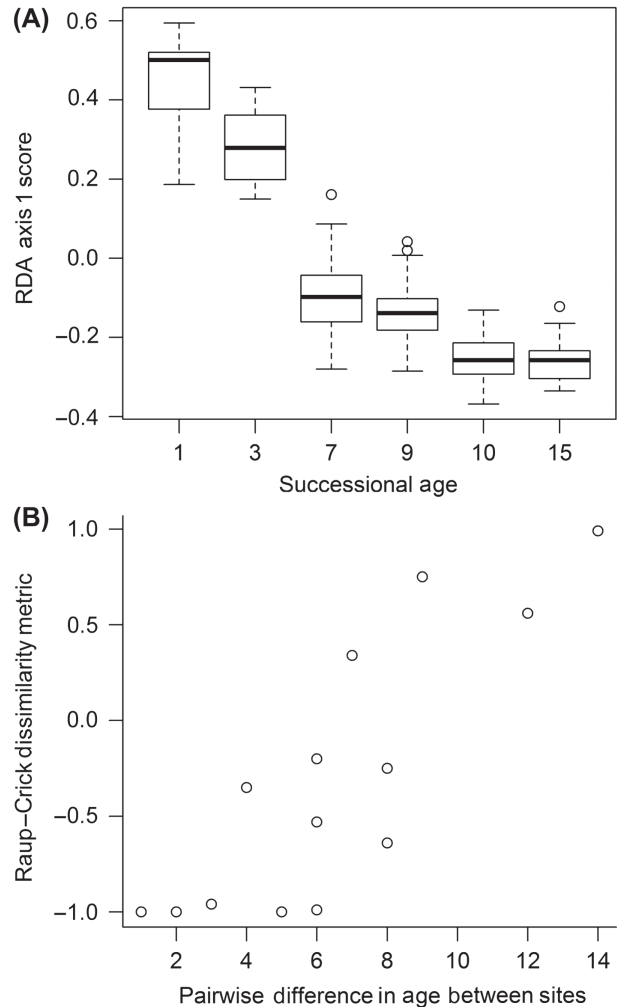 (A)
RDA axis 1 score
0.6
0.4
0.2
0.0
−0.2
−0.4
1 3 7 9 10 15
Successional age
(B)
Raup–Crick dissimilarity metric
1.0
0.5
0.0
−0.5
−1.0
2 4 6 8 10 12 14
Pairwise difference in age between sites